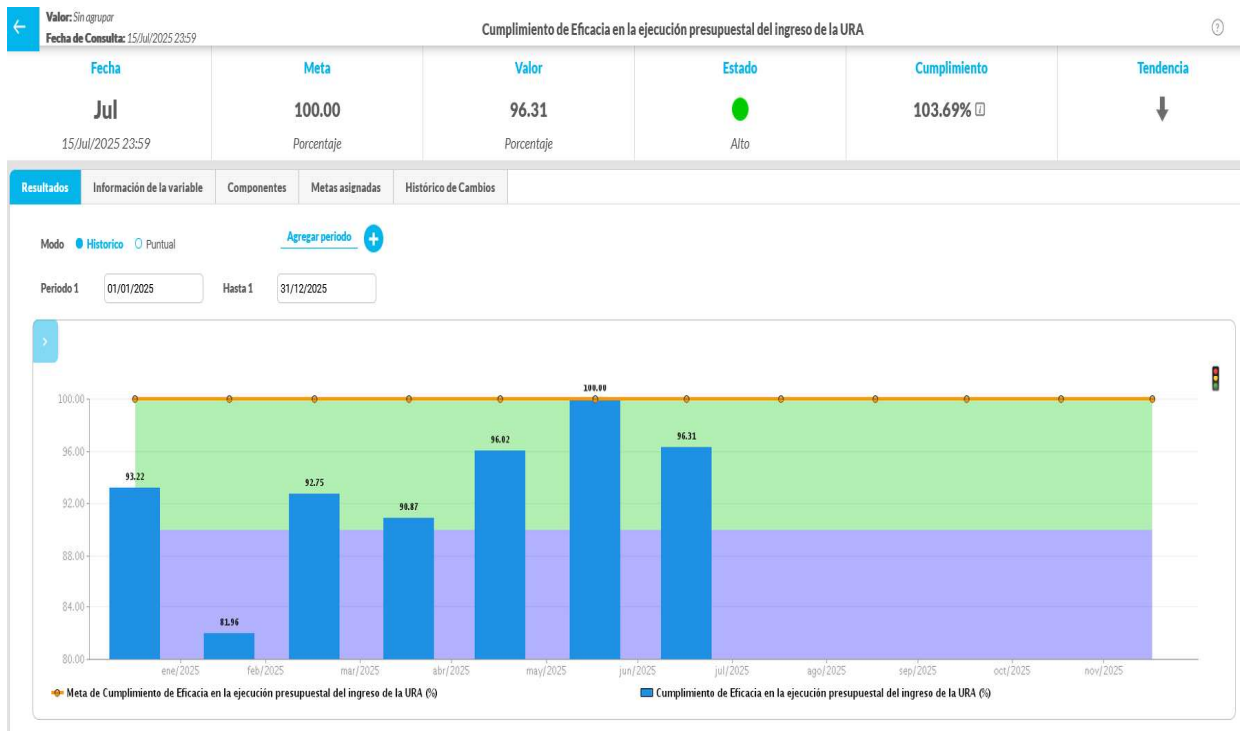 Valor: Sin agrupar
Fecha de Consulta: 15/Jul/2025 23:59
Cumplimiento de Eficacia en la ejecución presupuestal del ingreso de la URA
?
Fecha Meta Valor Estado Cumplimiento Tendencia
Jul 100.00 96.31 103.69%
15/Jul/2025 23:59 Porcentaje Porcentaje Alto
Resultados Información de la variable Componentes Metas asignadas Histórico de Cambios
Modo Historico Puntual Agregar periodo +
Periodo 1 01/01/2025 Hasta 1 31/12/2025
100.00
100.00
96.31
96.02
96.00
93.22
92.75
92.00
90.87
88.00
84.00
81.96
80.00
ene/2025 feb/2025 mar/2025 abr/2025 may/2025 jun/2025 jul/2025 ago/2025 sep/2025 oct/2025 nov/2025
Meta de Cumplimiento de Eficacia en la ejecución presupuestal del ingreso de la URA (%) Cumplimiento de Eficacia en la ejecución presupuestal del ingreso de la URA (%)